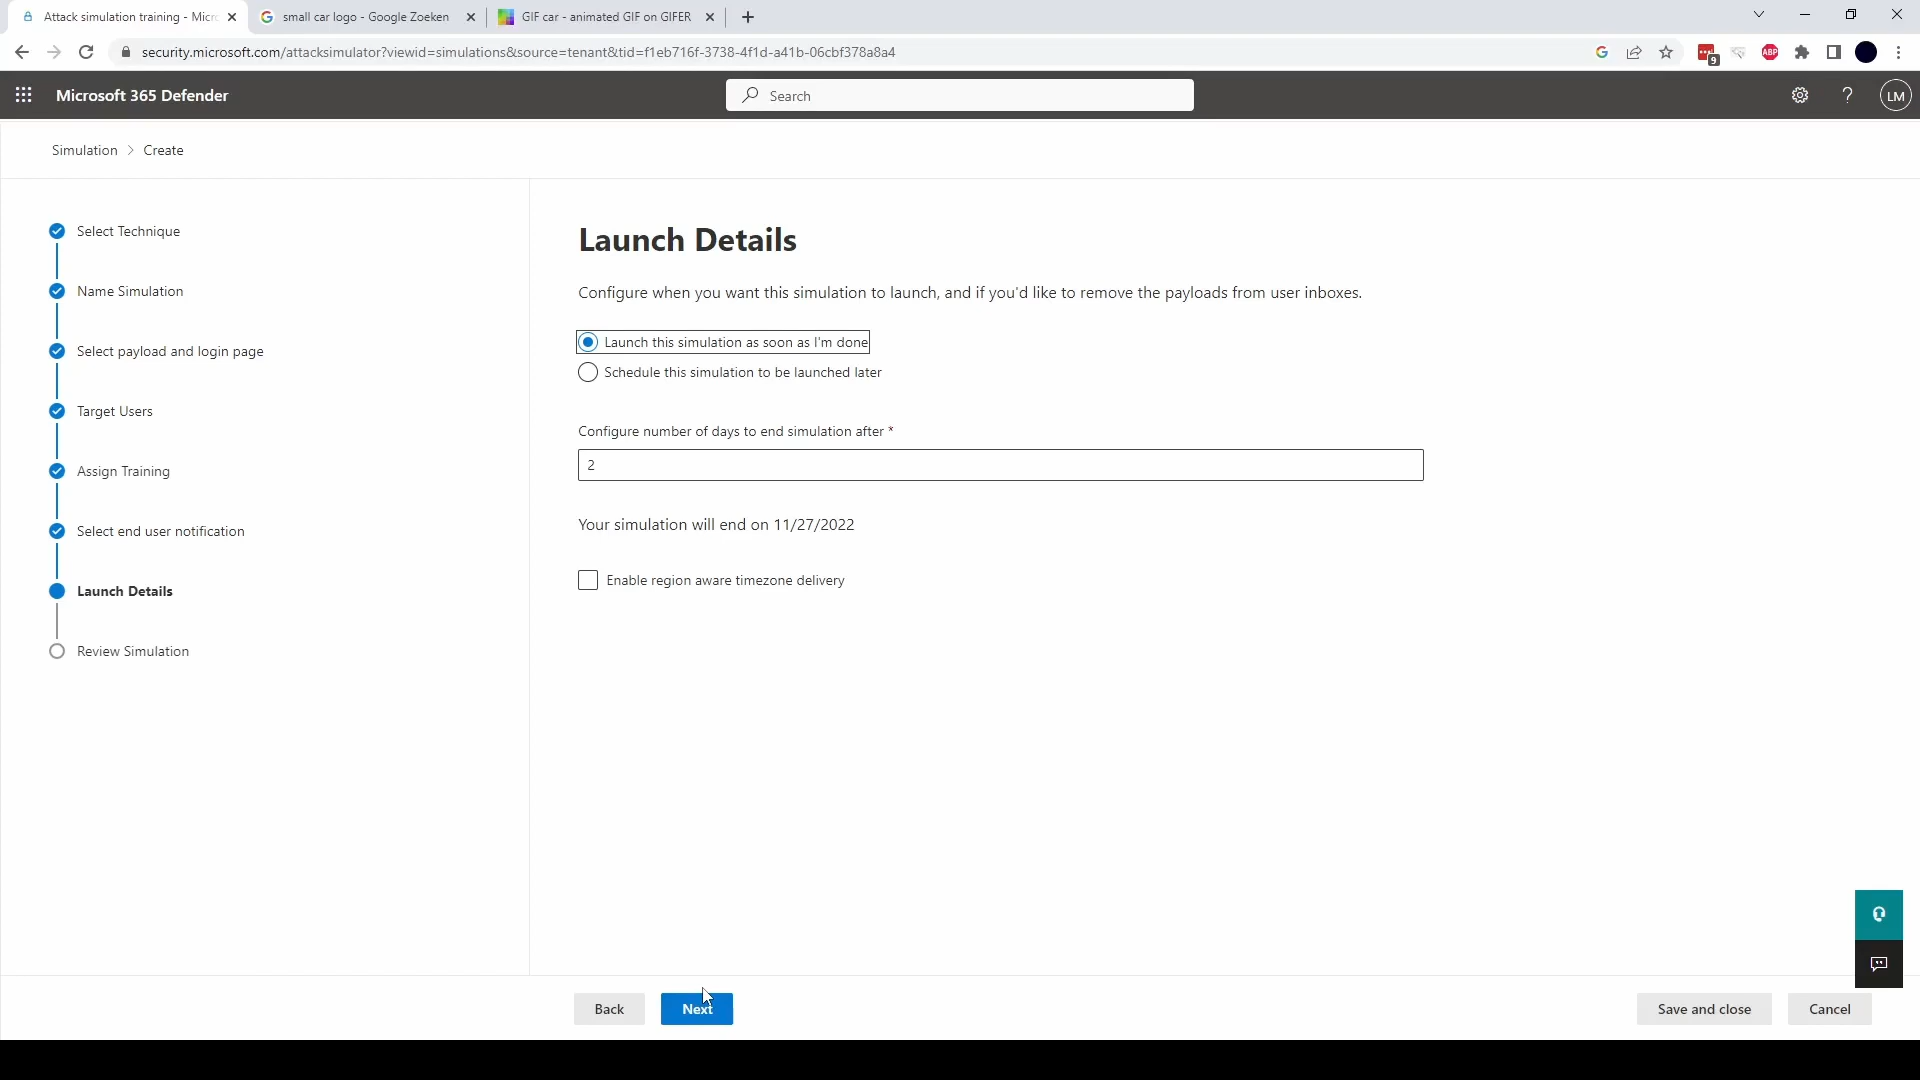 Attack simulation training - Micr
small car logo - Google Zoeken
GIF car - animated GIF on GIFER
security.microsoft.com/attacksimulator?viewid=simulations&source=tenant&tid=f1eb716f-3738-4f1d-a41b-06cbf378a8a4
9
ABP
Microsoft 365 Defender
Search
LM
Simulation > Create
Select Technique
Name Simulation
Select payload and login page
Target Users
Assign Training
Select end user notification
Launch Details
Review Simulation
Launch Details
Configure when you want this simulation to launch, and if you'd like to remove the payloads from user inboxes.
Launch this simulation as soon as I'm done
Schedule this simulation to be launched later
Configure number of days to end simulation after *
2
Your simulation will end on 11/27/2022
Enable region aware timezone delivery
Back
Next
Save and close
Cancel